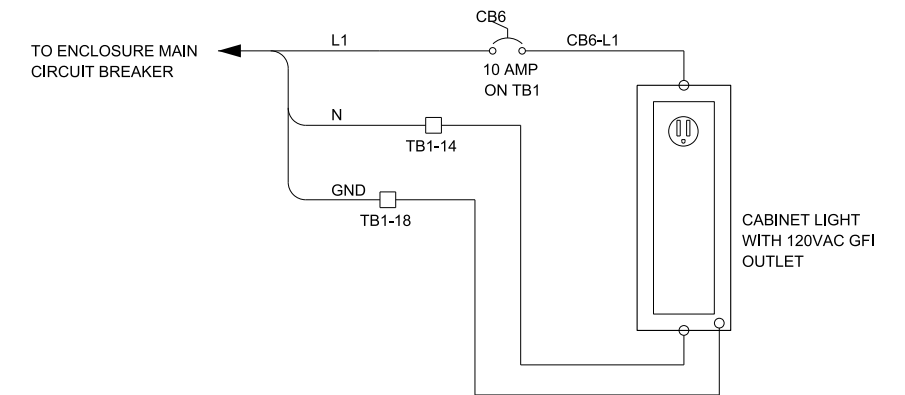 CB6
TO ENCLOSURE MAIN
CIRCUIT BREAKER
L1
CB6-L1
10 AMP
ON TB1
N
TB1-14
GND
TB1-18
CABINET LIGHT
WITH 120VAC GFI
OUTLET